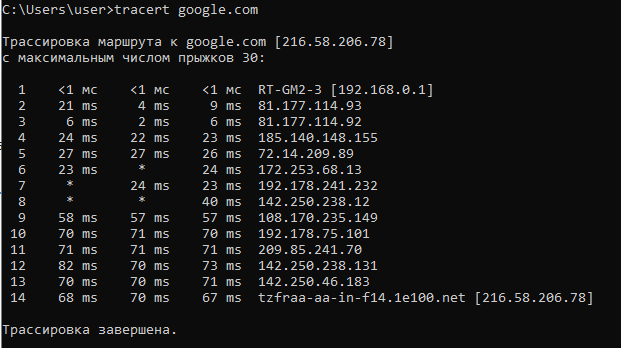 C:\Users\user>tracert google.com
Трассировка маршрута к google.com [216.58.206.78]
с максимальным числом прыжков 30:
1 <1 мс <1 мс <1 мс RT-GM2-3 [192.168.0.1]
2 21 ms 4 ms 9 ms 81.177.114.93
3 6 ms 2 ms 6 ms 81.177.114.92
4 24 ms 22 ms 23 ms 185.140.148.155
5 27 ms 27 ms 26 ms 72.14.209.89
6 23 ms * 24 ms 172.253.68.13
7 * 24 ms 23 ms 192.178.241.232
8 * * 40 ms 142.250.238.12
9 58 ms 57 ms 57 ms 108.170.235.149
10 70 ms 71 ms 70 ms 192.178.75.101
11 71 ms 71 ms 71 ms 209.85.241.70
12 82 ms 70 ms 73 ms 142.250.238.131
13 70 ms 70 ms 71 ms 142.250.46.183
14 68 ms 70 ms 67 ms tzfraa-aa-in-f14.1e100.net [216.58.206.78]
Трассировка завершена.